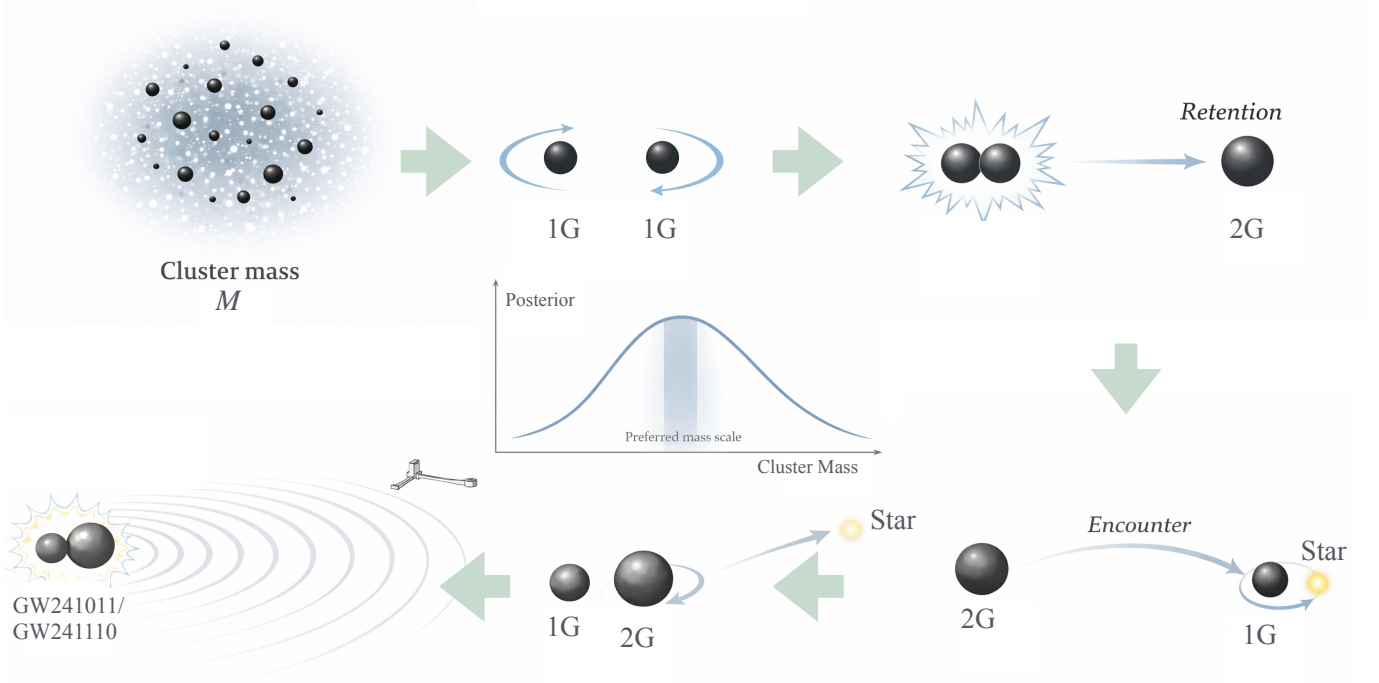 Retention
1G
1G
2G
Cluster mass
M
Posterior
Preferred mass scale
Cluster Mass
Star
Encounter
Star
GW241011/
GW241110
1G
2G
2G
1G